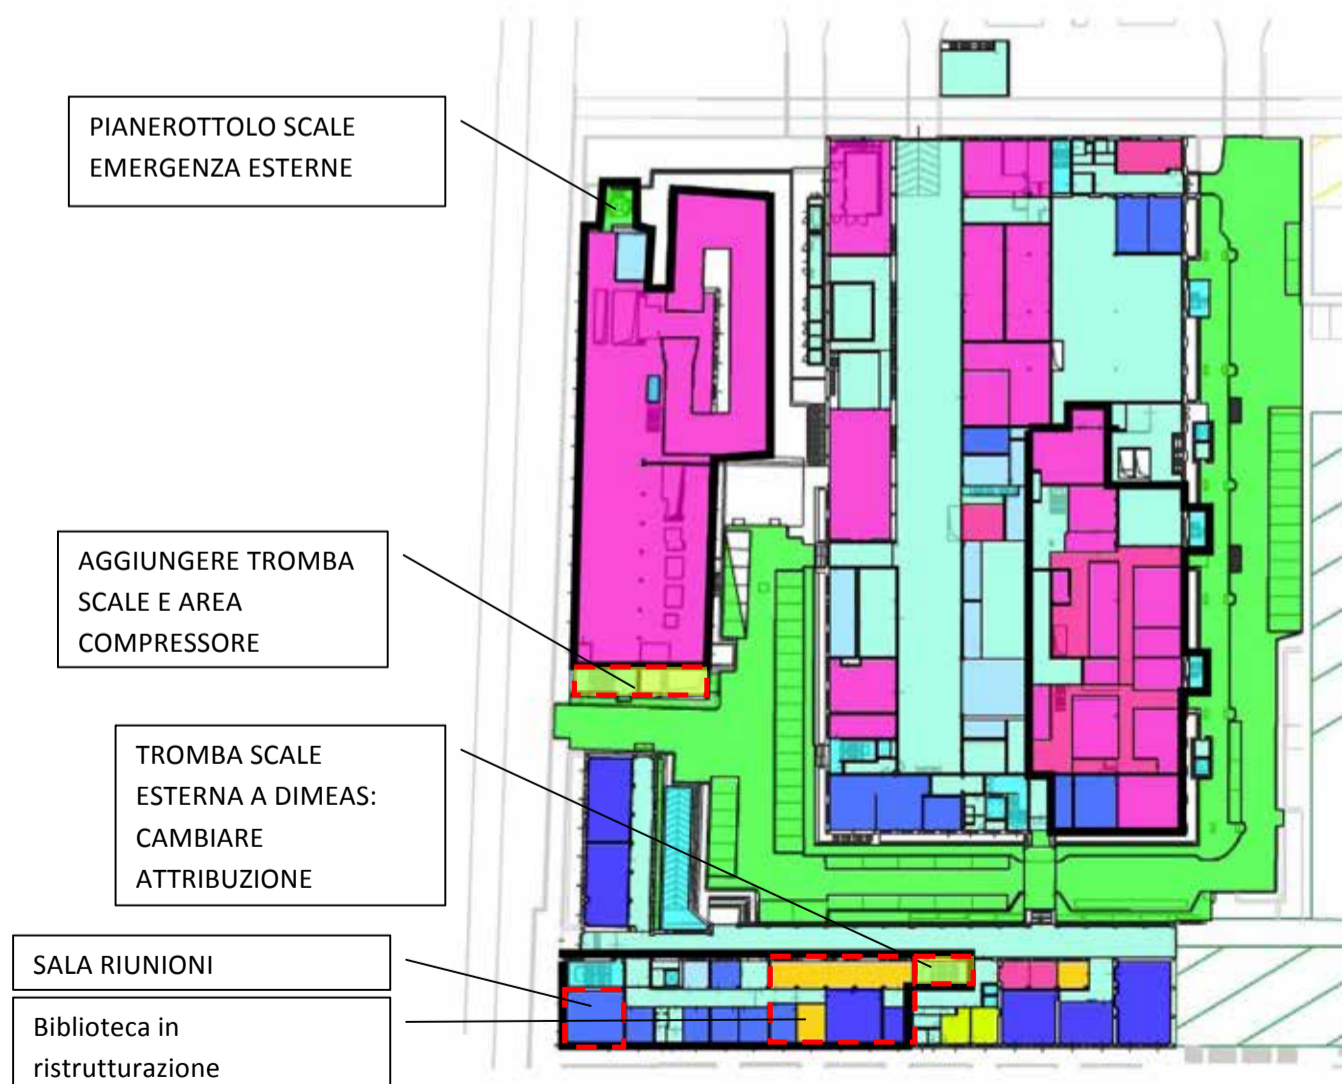 PIANEROTTOLO SCALE
EMERGENZA ESTERNE
AGGIUNGERE TROMBA
SCALE E AREA
COMPRESSORE
TROMBA SCALE
ESTERNA A DIMEAS:
CAMBIARE
ATTRIBUZIONE
SALA RIUNIONI
Biblioteca in
ristrutturazione